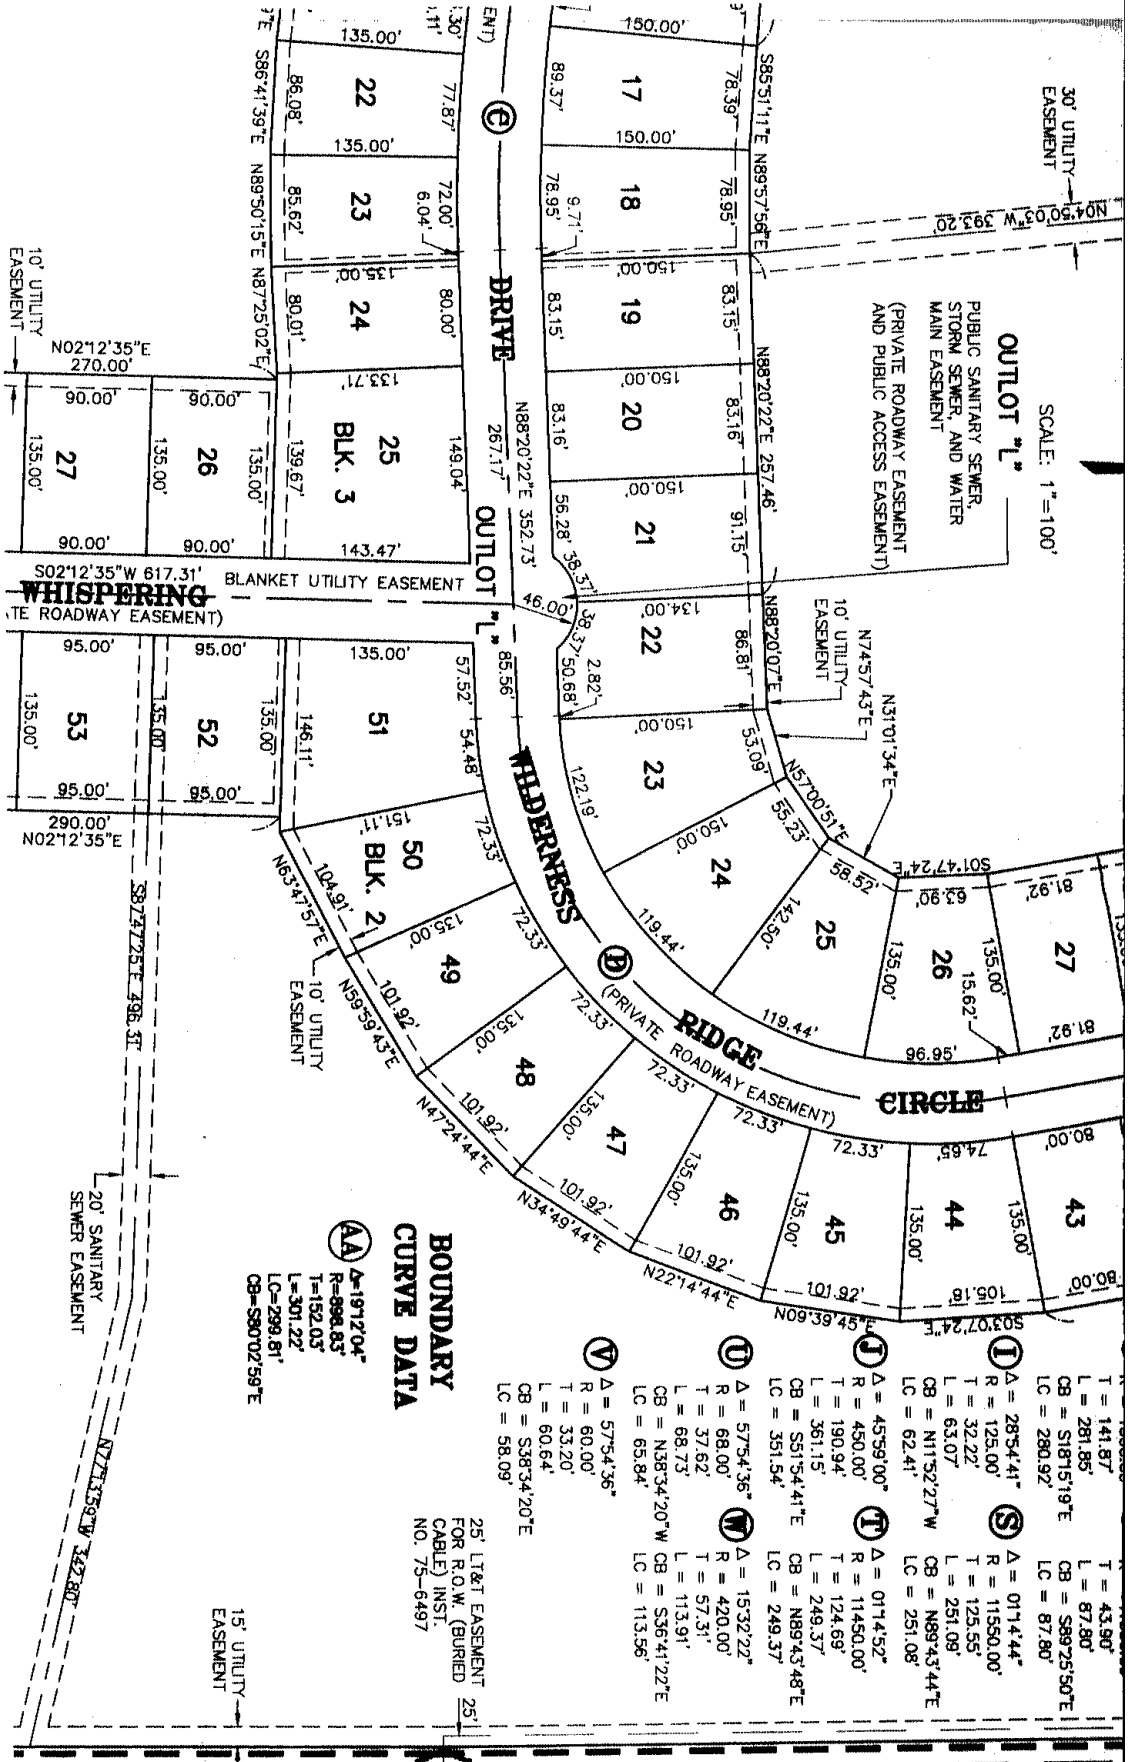 30' UTILITY
EASEMENT
N04°50'03"W 393.20'
SCALE: 1"=100'
OUTLOT "L"
PUBLIC SANITARY SEWER,
STORM SEWER, AND WATER
MAIN EASEMENT
(PRIVATE ROADWAY EASEMENT
AND PUBLIC ACCESS EASEMENT)
S85°51'11"E
N89°57'56"E
N88°20'22"E 257.46'
N88°20'07"E
10' UTILITY
EASEMENT
N74°57'43"E
N31°01'34"E
N57°00'51"E
S01°47'24"E
150.00'
78.39'
17
89.37'
150.00'
78.95'
18
78.95'
9.71'
150.00'
83.15'
19
83.15'
150.00'
83.16'
20
83.16'
150.00'
91.15'
21
56.28'
38.37'
134.00'
86.81'
22
38.37'
50.68'
2.82'
46.00'
150.00'
53.09'
23
122.19'
150.00'
55.23'
24
119.44'
142.50'
58.52'
25
119.44'
135.00'
63.90'
26
96.96'
135.00'
15.62'
81.92'
27
81.92'
ENT)
C
DRIVE
N88°20'22"E 352.73'
267.17'
85.56'
OUTLOT "L"
WILDERNESS
D
RIDGE
CIRCLE
(PRIVATE ROADWAY EASEMENT)
135.00'
77.87'
22
86.08'
S86°41'39"E
135.00'
72.00'
6.04'
23
85.62'
N89°50'15"E
135.00'
80.00'
24
80.01'
N87°25'02"E
133.71'
149.04'
25
BLK. 3
139.67'
143.47'
10' UTILITY
EASEMENT
N02°12'35"E
270.00'
90.00'
90.00'
135.00'
26
135.00'
27
135.00'
90.00'
90.00'
S02°12'35"W 617.31'
BLANKET UTILITY EASEMENT
WHISPERING
TE ROADWAY EASEMENT)
95.00'
95.00'
135.00'
57.52'
54.48'
51
146.11'
135.00'
52
135.00'
53
135.00'
95.00'
95.00'
290.00'
N02°12'35"E
151.11'
72.33'
50
BLK. 2
104.91'
N63°47'57"E
10' UTILITY
EASEMENT
135.00'
72.33'
49
101.92'
N59°59'43"E
135.00'
72.33'
48
101.92'
N47°24'44"E
135.00'
72.33'
47
101.92'
N34°49'44"E
135.00'
72.33'
46
101.92'
N22°14'44"E
135.00'
72.33'
45
101.92'
N09°39'45"E
135.00'
74.65'
44
105.18'
S03°07'24"E
135.00'
80.00'
43
80.00'
S87°47'25"E 496.31'
20' SANITARY
SEWER EASEMENT
N77°13'59"W 342.80'
15' UTILITY
EASEMENT
25' LT&T EASEMENT
FOR R.O.W. (BURIED
CABLE) INST.
NO. 75-6497
25'
BOUNDARY
CURVE DATA
AA
Δ=19°12'04"
R=898.83'
T=152.03'
L=301.22'
LC=299.81'
CB=S80°02'59"E
T = 141.87'
L = 281.85'
CB = S18°15'19"E
LC = 280.92'
I
Δ = 28°54'41"
R = 125.00'
T = 32.22'
L = 63.07'
CB = N11°52'27"W
LC = 62.41'
J
Δ = 45°59'00"
R = 450.00'
T = 190.94'
L = 361.15'
CB = S51°54'41"E
LC = 351.54'
U
Δ = 57°54'36"
R = 68.00'
T = 37.62'
L = 68.73'
CB = N38°34'20"W
LC = 65.84'
V
Δ = 57°54'36"
R = 60.00'
T = 33.20'
L = 60.64'
CB = S38°34'20"E
LC = 58.09'
T = 43.90'
L = 87.80'
CB = S89°25'50"E
LC = 87.80'
S
Δ = 01°14'44"
R = 11550.00'
T = 125.55'
L = 251.09'
CB = N89°43'44"E
LC = 251.08'
T
Δ = 01°14'52"
R = 11450.00'
T = 124.69'
L = 249.37'
CB = N89°43'48"E
LC = 249.37'
W
Δ = 15°32'22"
R = 420.00'
T = 57.31'
L = 113.91'
CB = S36°41'22"E
LC = 113.56'